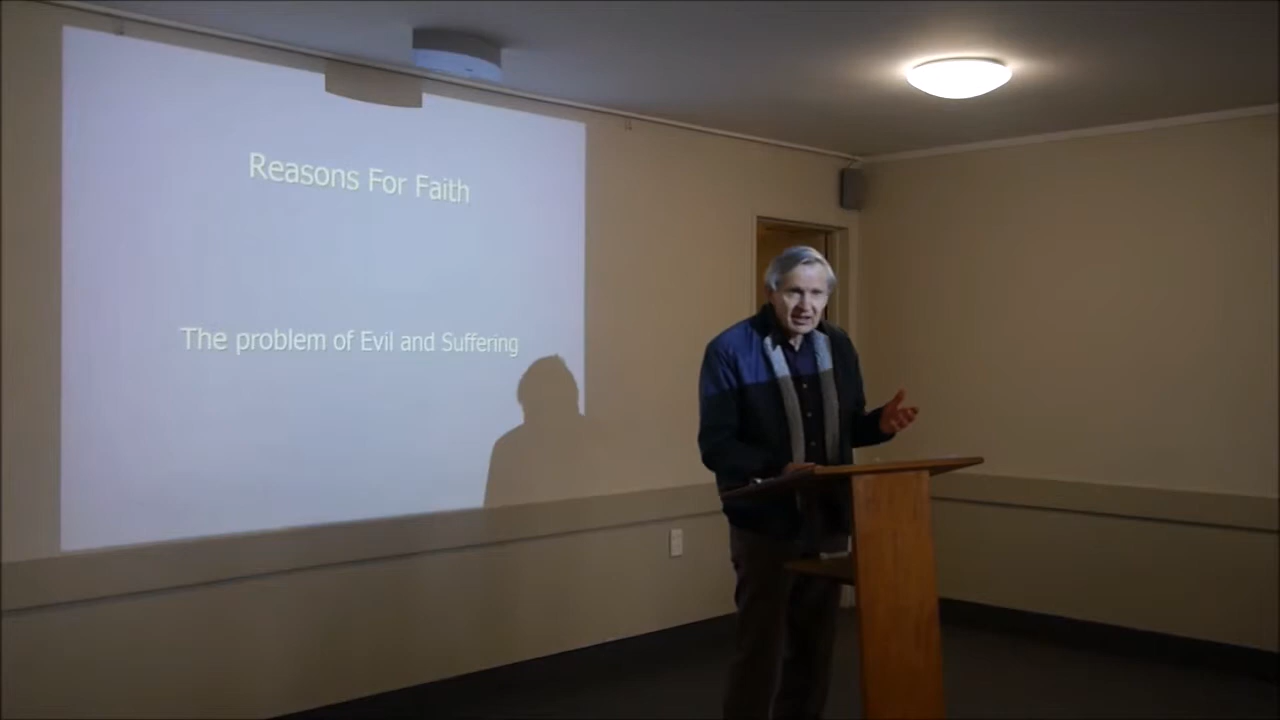 Reasons For Faith
The problem of Evil and Suffering